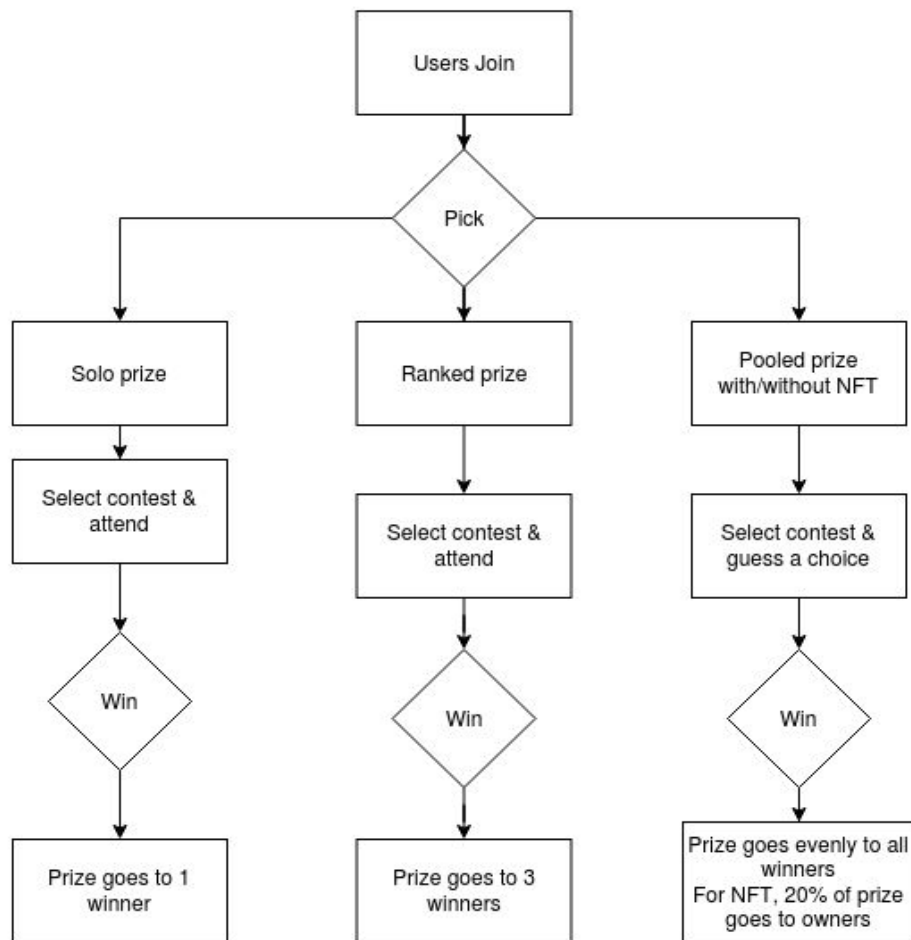 Users Join
Pick
Solo prize
Ranked prize
Pooled prize
with/without NFT
Select contest &
attend
Select contest &
attend
Select contest &
guess a choice
Win
Win
Win
Prize goes to 1
winner
Prize goes to 3
winners
Prize goes evenly to all
winners
For NFT, 20% of prize
goes to owners